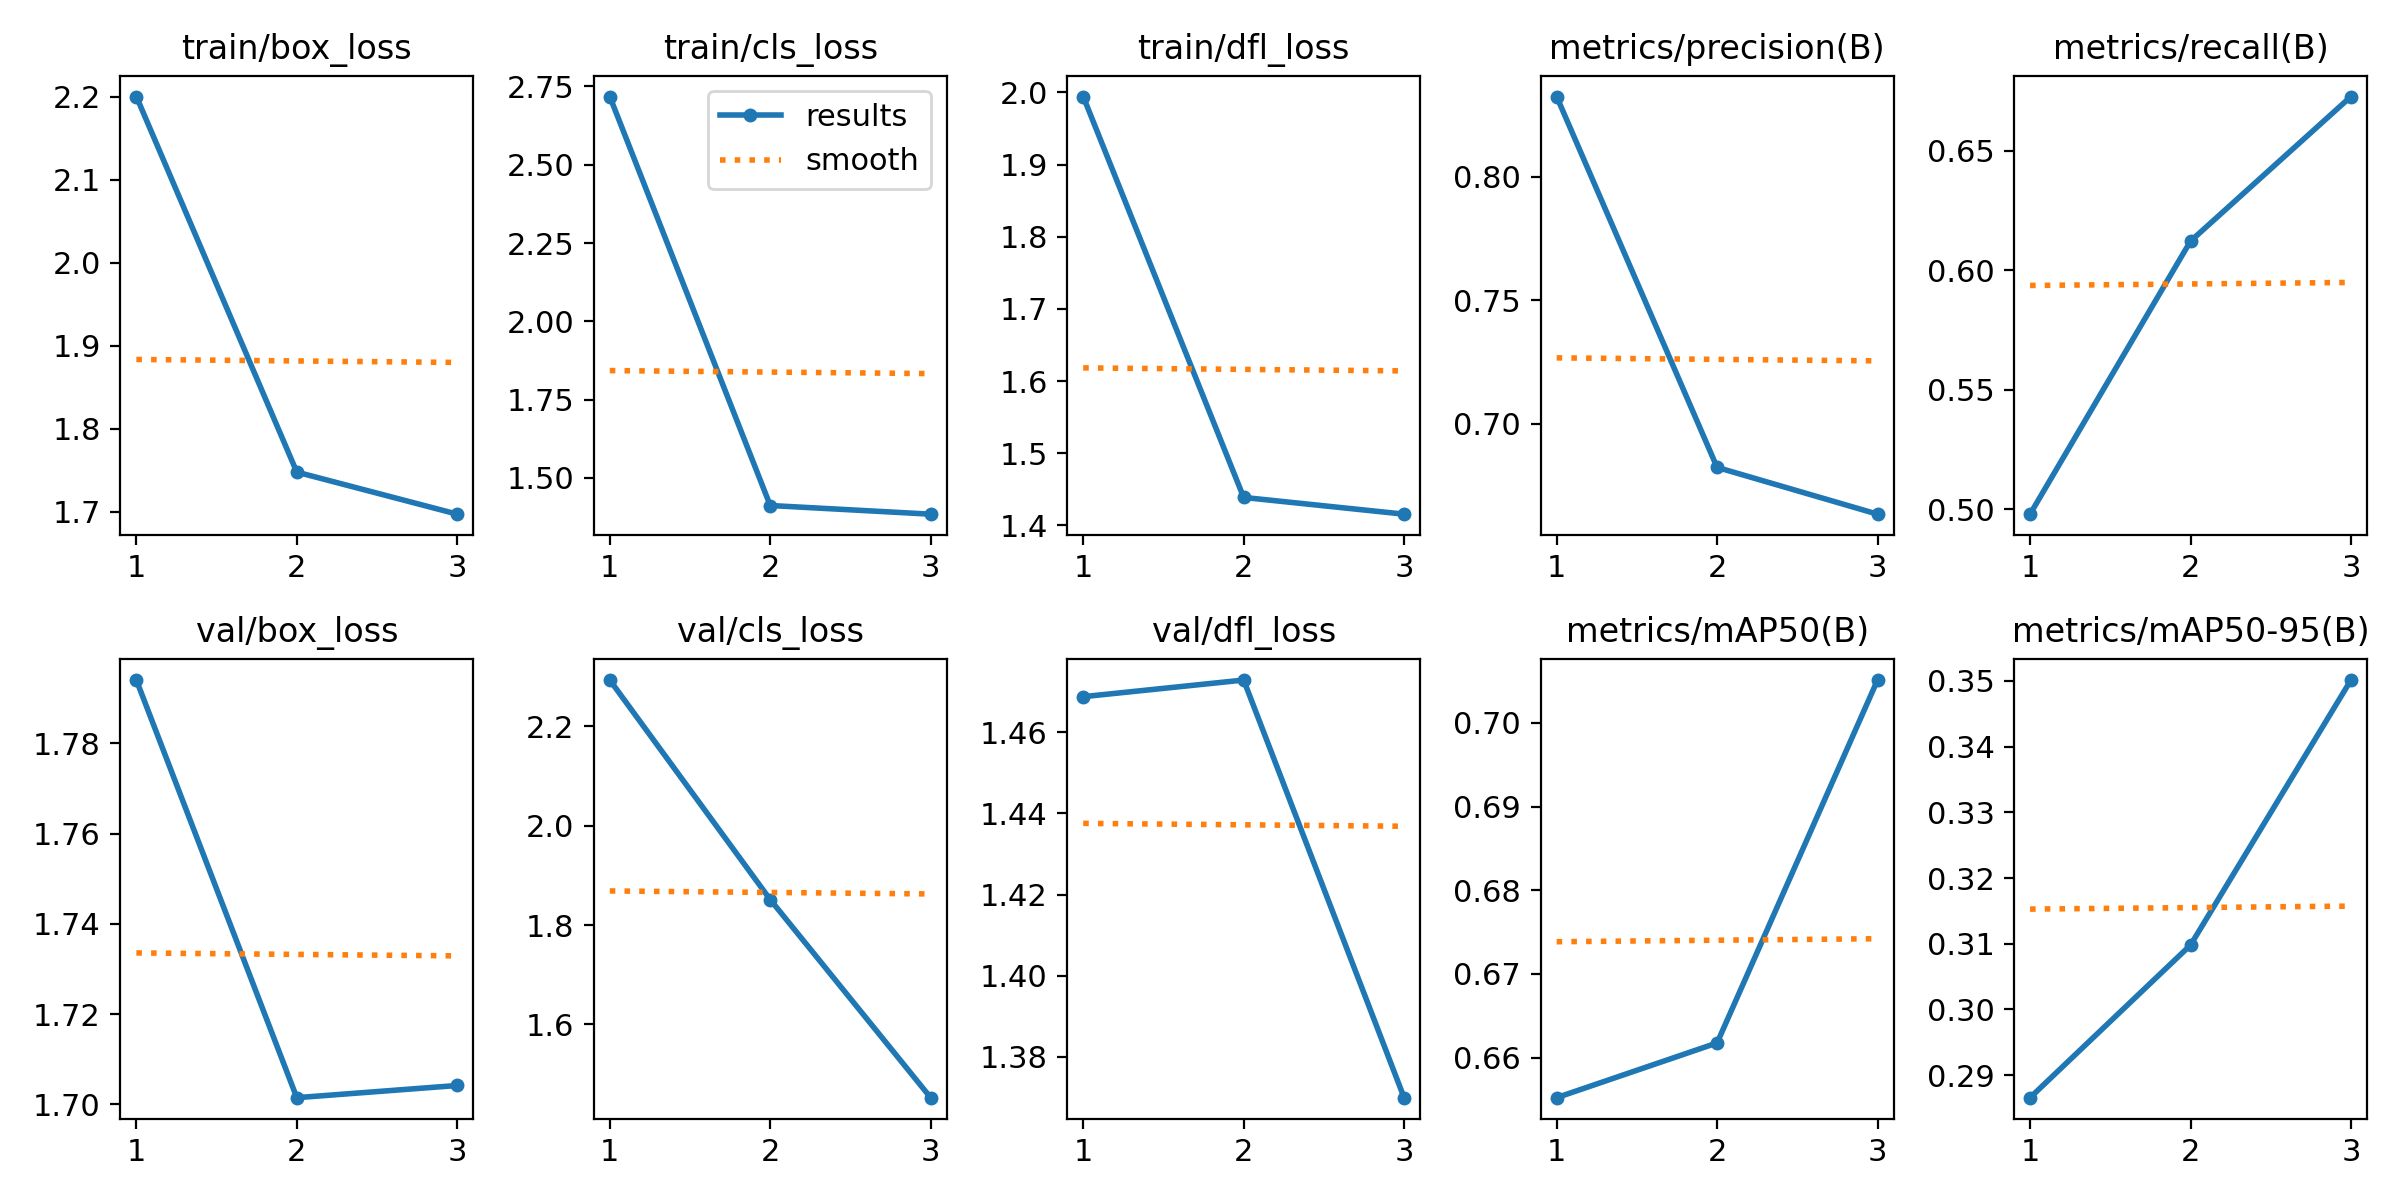 train/box_loss
2.2
2.1
2.0
1.9
1.8
1.7
1 2 3
train/cls_loss
results
smooth
2.75
2.50
2.25
2.00
1.75
1.50
1 2 3
train/dfl_loss
2.0
1.9
1.8
1.7
1.6
1.5
1.4
1 2 3
metrics/precision(B)
0.80
0.75
0.70
1 2 3
metrics/recall(B)
0.65
0.60
0.55
0.50
1 2 3
val/box_loss
1.78
1.76
1.74
1.72
1.70
1 2 3
val/cls_loss
2.2
2.0
1.8
1.6
1 2 3
val/dfl_loss
1.46
1.44
1.42
1.40
1.38
1 2 3
metrics/mAP50(B)
0.70
0.69
0.68
0.67
0.66
1 2 3
metrics/mAP50-95(B)
0.35
0.34
0.33
0.32
0.31
0.30
0.29
1 2 3